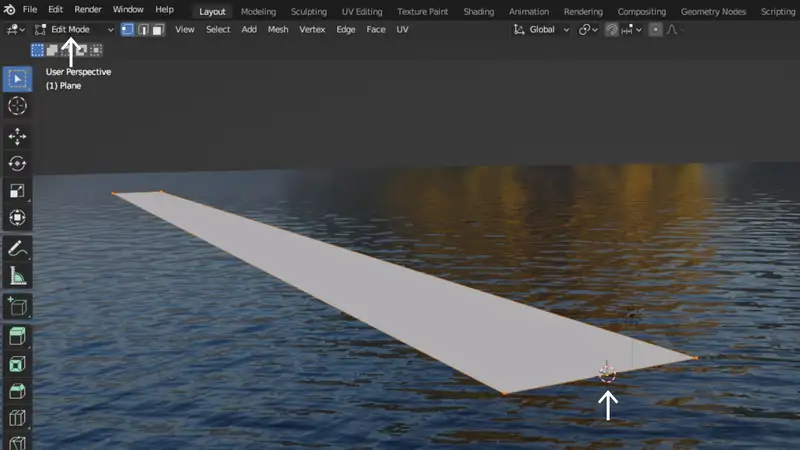 File Edit Render Window Help Layout Modeling Sculpting UV Editing Texture Paint Shading Animation Rendering Compositing Geometry Nodes Scripting
Edit Mode View Select Add Mesh Vertex Edge Face UV Global
User Perspective
(1) Plane